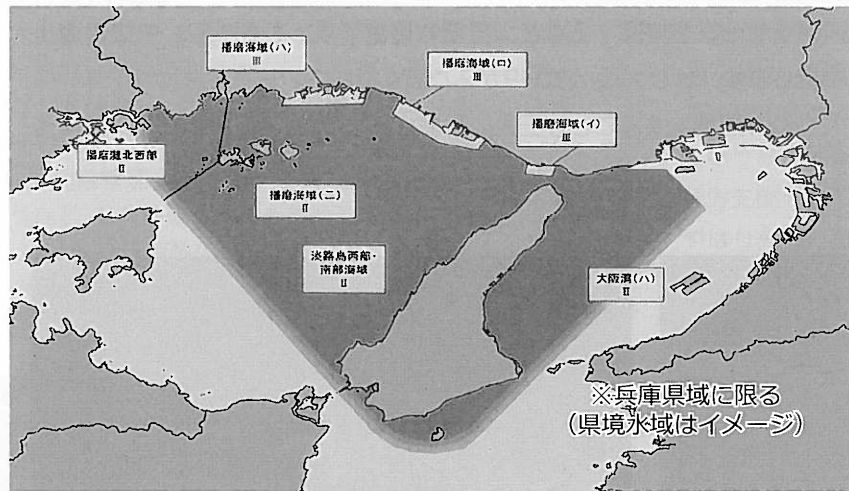 播磨海域(ハ)
Ⅲ
播磨海域(ロ)
Ⅲ
播磨海域(イ)
Ⅲ
播磨灘北西部
Ⅱ
播磨海域(ニ)
Ⅱ
淡路島西部・
南部海域
Ⅱ
大阪湾(ハ)
Ⅱ
※兵庫県域に限る
(県境水域はイメージ)